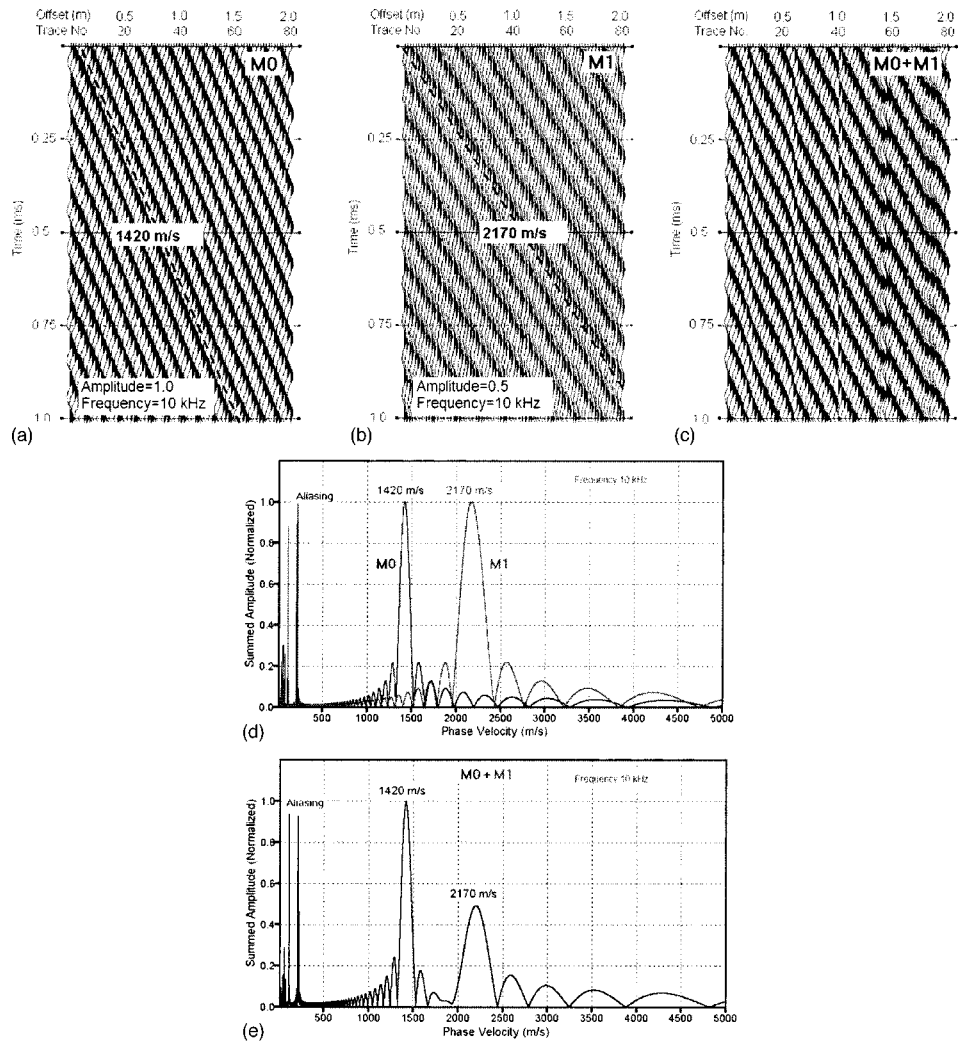 Offset (m) 0.5 1.0 1.5 2.0
Trace No. 20 40 60 80
M0
0.25
0.5
0.75
1.0
Time (ms)
1420 m/s
Amplitude=1.0
Frequency=10 kHz
(a)
Offset (m) 0.5 1.0 1.5 2.0
Trace No. 20 40 60 80
M1
0.25
0.5
0.75
1.0
Time (ms)
2170 m/s
Amplitude=0.5
Frequency=10 kHz
(b)
Offset (m) 0.5 1.0 1.5 2.0
Trace No. 20 40 60 80
M0+M1
0.25
0.5
0.75
1.0
Time (ms)
(c)
1420 m/s 2170 m/s Frequency 10 kHz
Aliasing
M0 M1
1.0
0.8
0.6
0.4
0.2
0.0
Summed Amplitude (Normalized)
500 1000 1500 2000 2500 3000 3500 4000 4500 5000
Phase Velocity (m/s)
(d)
M0 + M1
1420 m/s Frequency 10 kHz
Aliasing
2170 m/s
1.0
0.8
0.6
0.4
0.2
0.0
Summed Amplitude (Normalized)
500 1000 1500 2000 2500 3000 3500 4000 4500 5000
Phase Velocity (m/s)
(e)